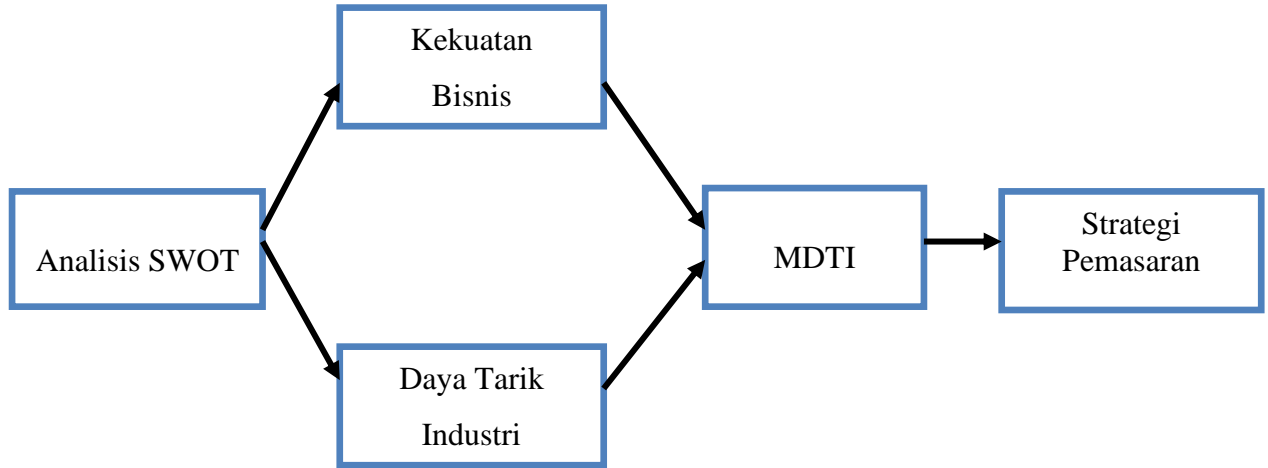 Kekuatan
Bisnis
Analisis SWOT
MDTI
Strategi
Pemasaran
Daya Tarik
Industri